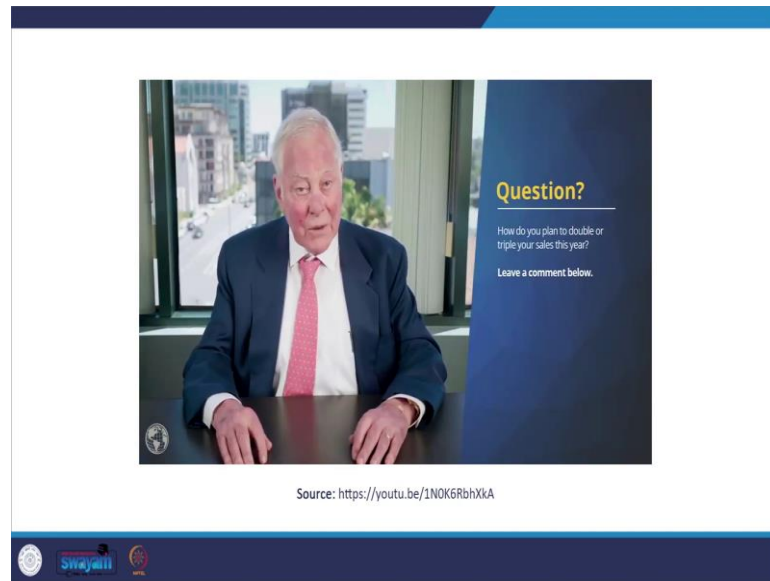 Question?
How do you plan to double or
triple your sales this year?
Leave a comment below.
Source: https://youtu.be/1N0K6RbhXkA
swayam